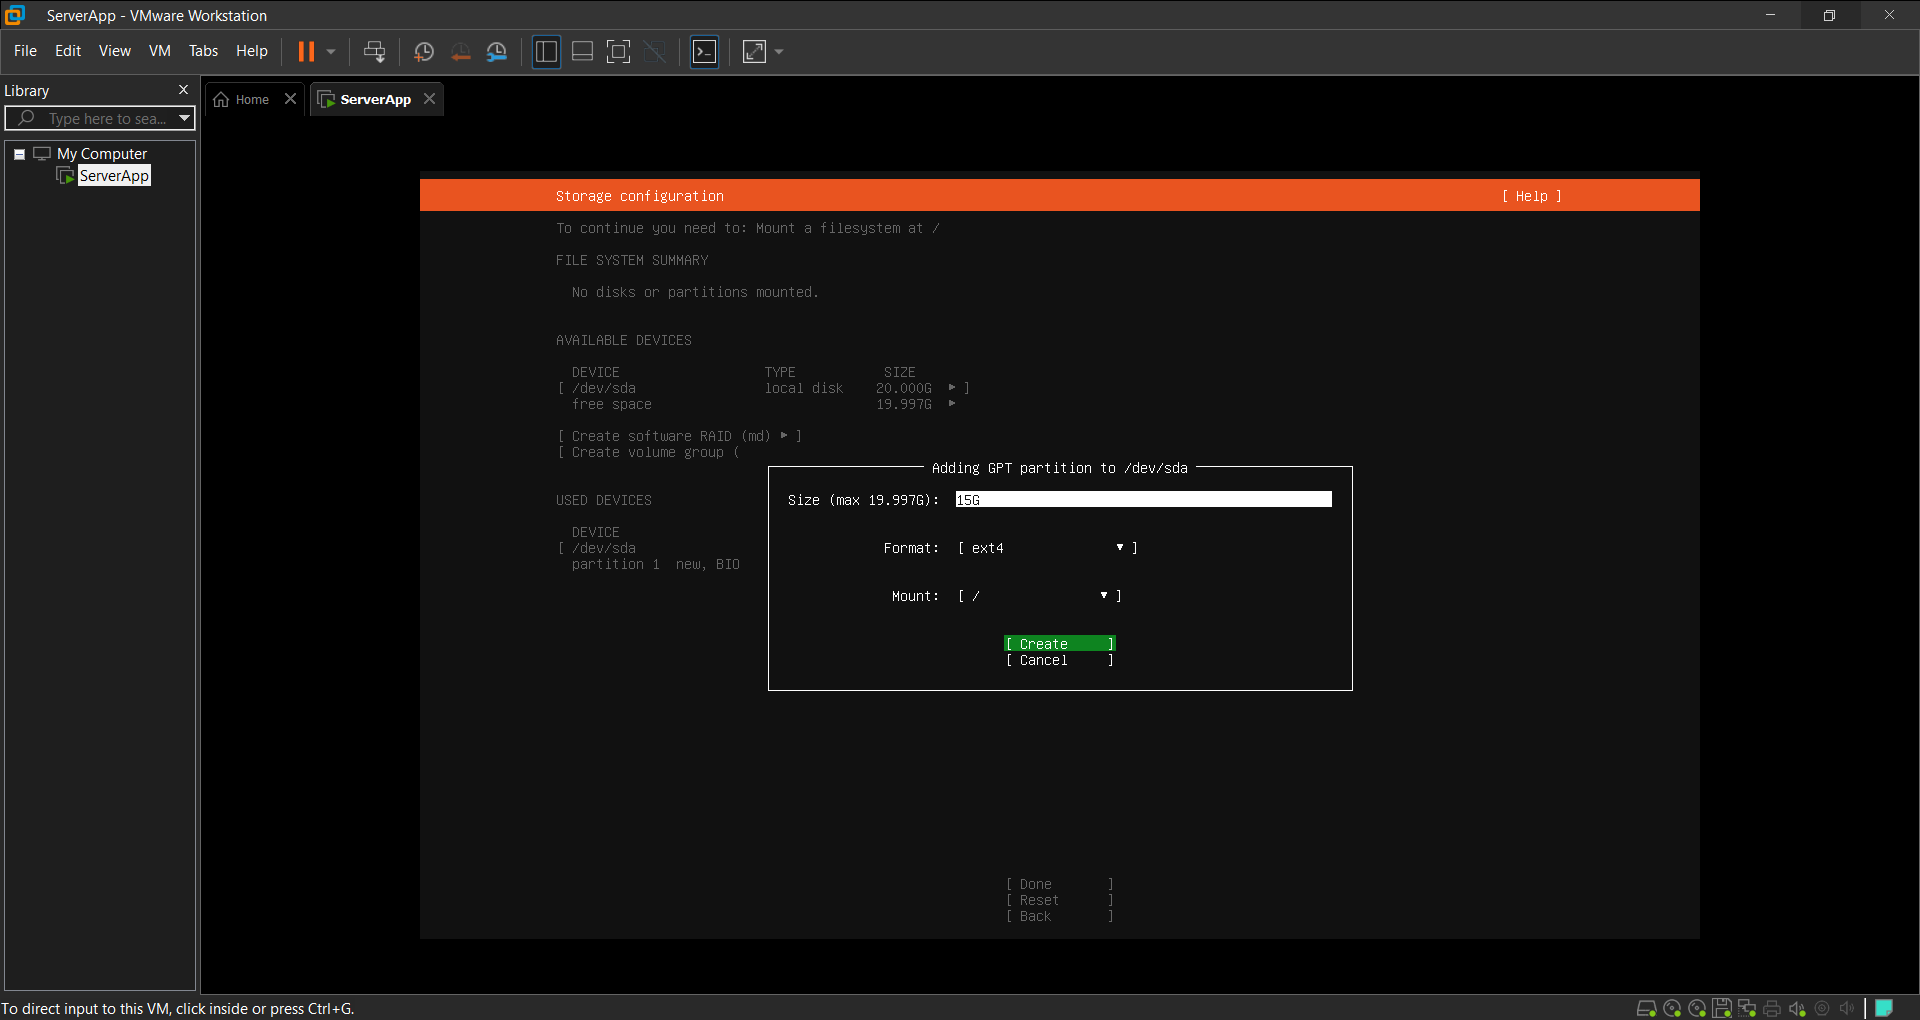 ServerApp - VMware Workstation
File Edit View VM Tabs Help
Library
Type here to sea...
My Computer
ServerApp
Home
ServerApp
Storage configuration [ Help ]
To continue you need to: Mount a filesystem at /
FILE SYSTEM SUMMARY
No disks or partitions mounted.
AVAILABLE DEVICES
DEVICE TYPE SIZE
[ /dev/sda local disk 20.000G ▸ ]
free space 19.997G ▸
[ Create software RAID (md) ▸ ]
[ Create volume group (
USED DEVICES
DEVICE
[ /dev/sda
partition 1 new, BIO
Adding GPT partition to /dev/sda
Size (max 19.997G): 15G
Format: [ ext4 ▾ ]
Mount: [ / ▾ ]
[ Create ]
[ Cancel ]
[ Done ]
[ Reset ]
[ Back ]
To direct input to this VM, click inside or press Ctrl+G.